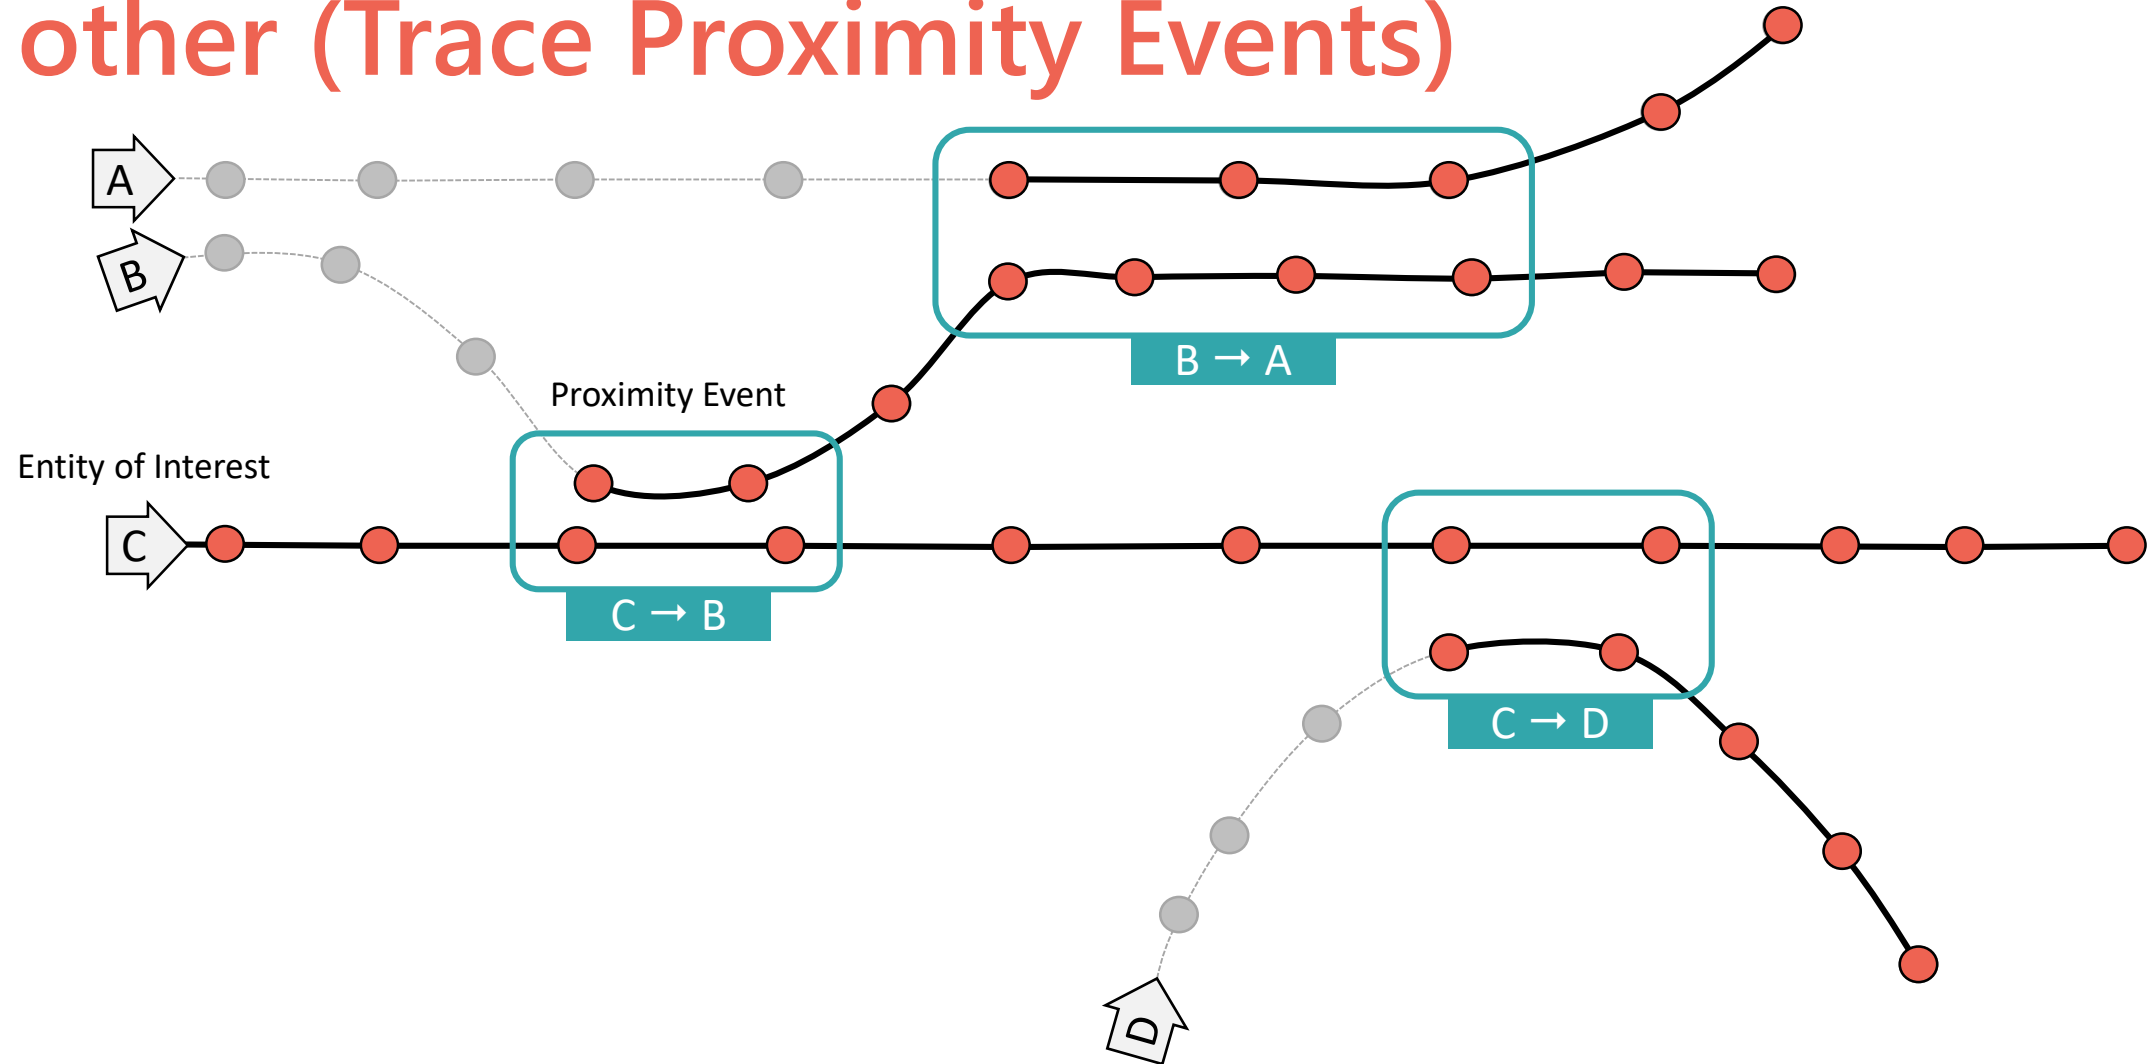 other (Trace Proximity Events)
A
B
B → A
Proximity Event
Entity of Interest
C
C → B
C → D
D